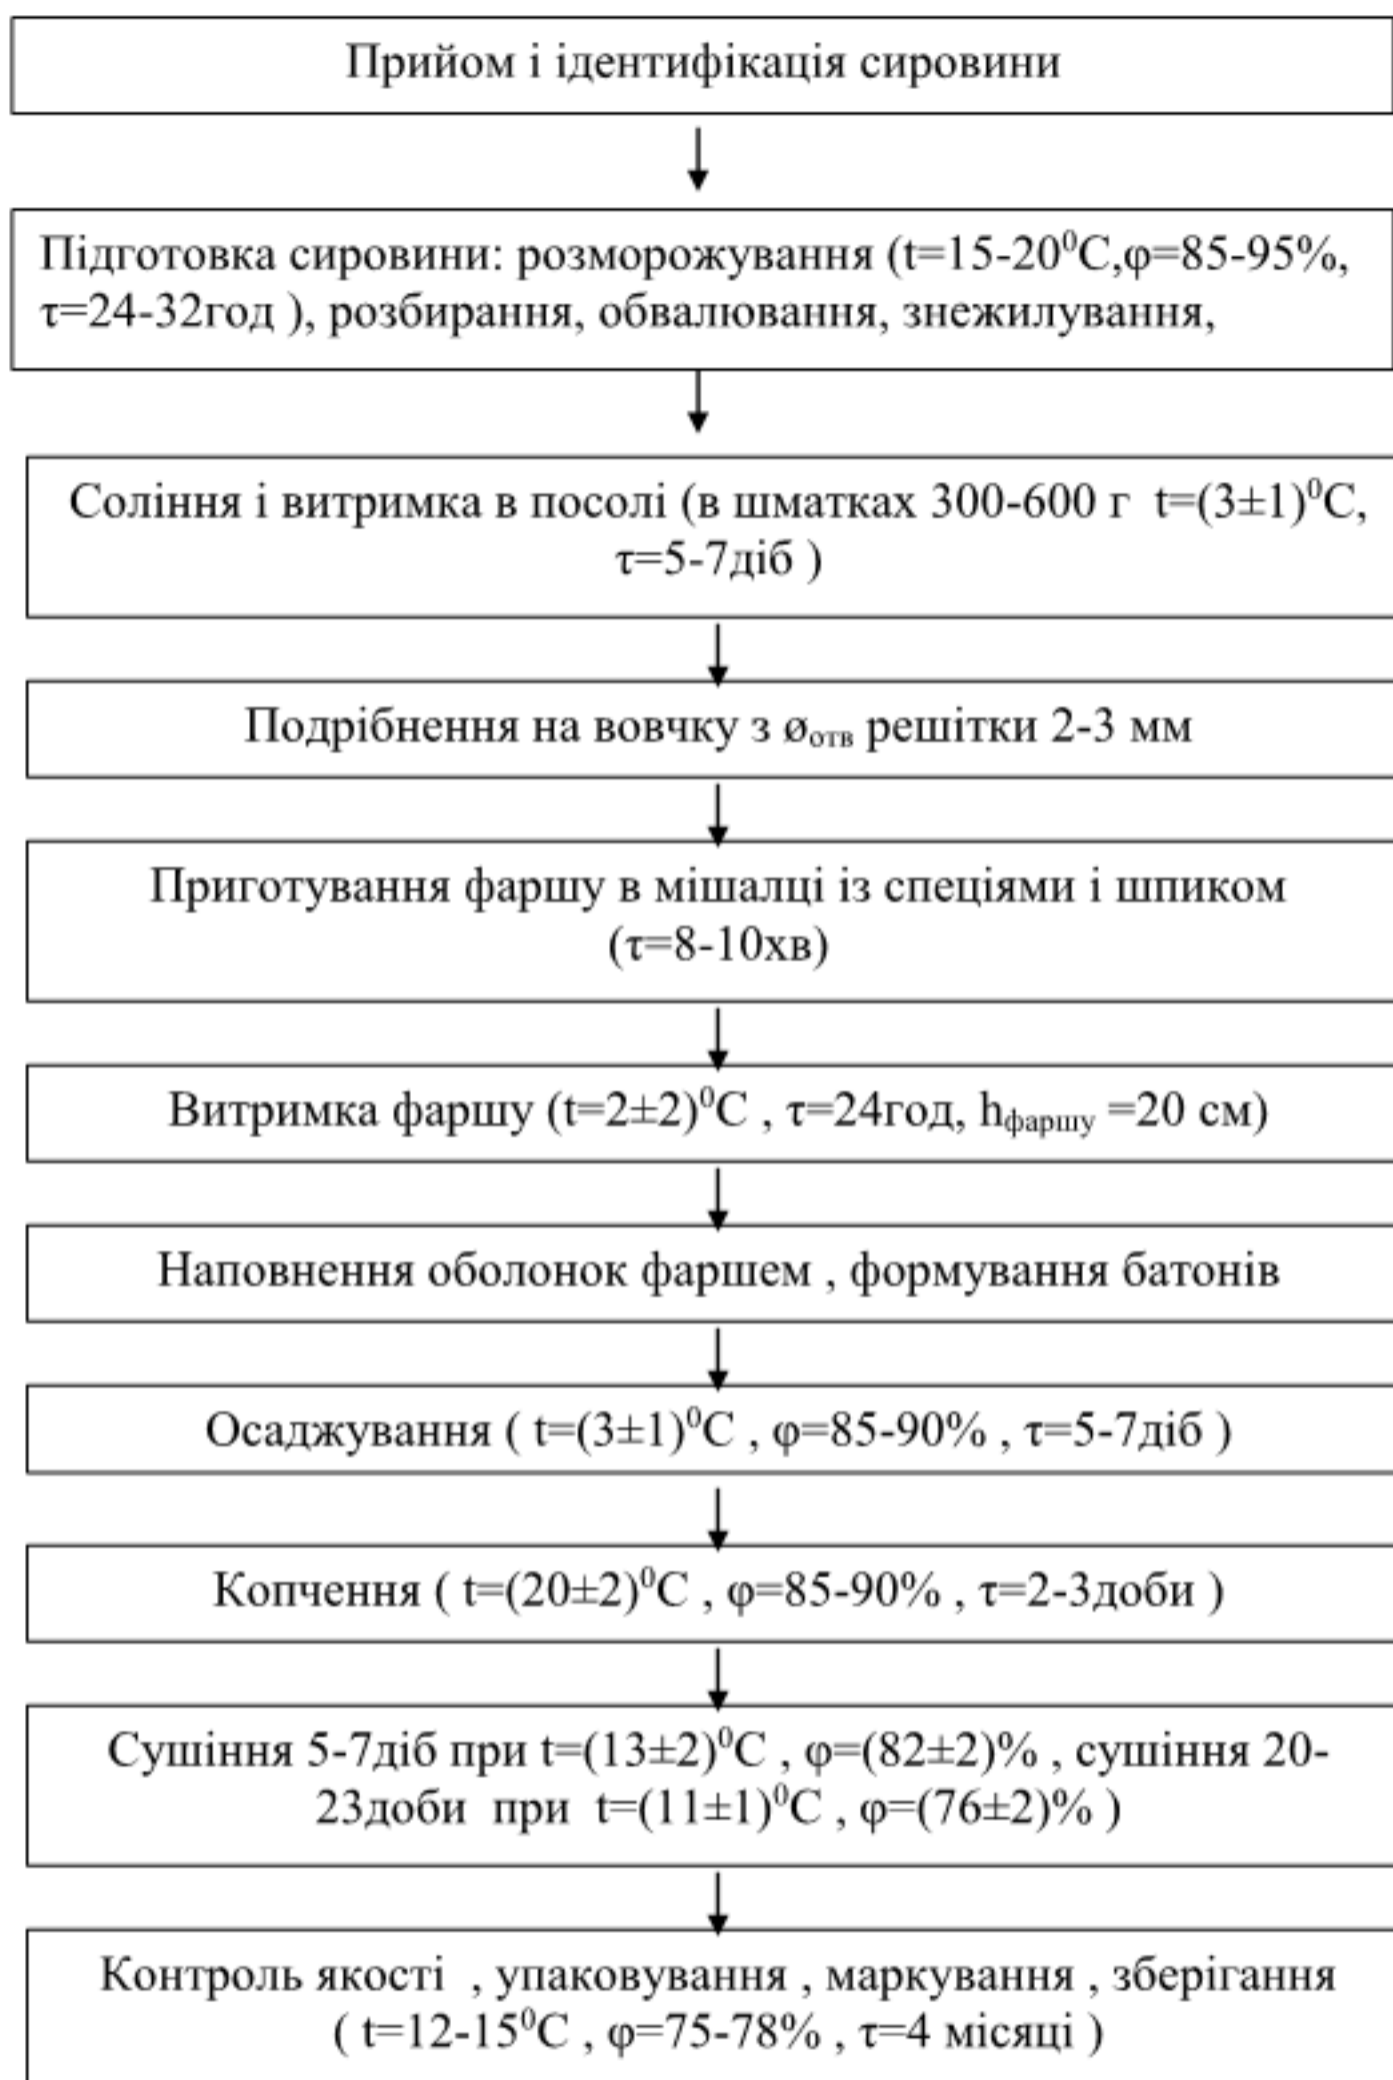 Прийом і ідентифікація сировини
Підготовка сировини: розморожування (t=15-20⁰C,φ=85-95%,
τ=24-32год ), розбирання, обвалювання, знежилування,
Соління і витримка в посолі (в шматках 300-600 г t=(3±1)⁰C,
τ=5-7діб )
Подрібнення на вовчку з øотв решітки 2-3 мм
Приготування фаршу в мішалці із спеціями і шпиком
(τ=8-10хв)
Витримка фаршу (t=2±2)⁰C , τ=24год, hфаршу =20 см)
Наповнення оболонок фаршем , формування батонів
Осаджування ( t=(3±1)⁰C , φ=85-90% , τ=5-7діб )
Копчення ( t=(20±2)⁰C , φ=85-90% , τ=2-3доби )
Сушіння 5-7діб при t=(13±2)⁰C , φ=(82±2)% , сушіння 20-
23доби при t=(11±1)⁰C , φ=(76±2)% )
Контроль якості , упаковування , маркування , зберігання
( t=12-15⁰C , φ=75-78% , τ=4 місяці )